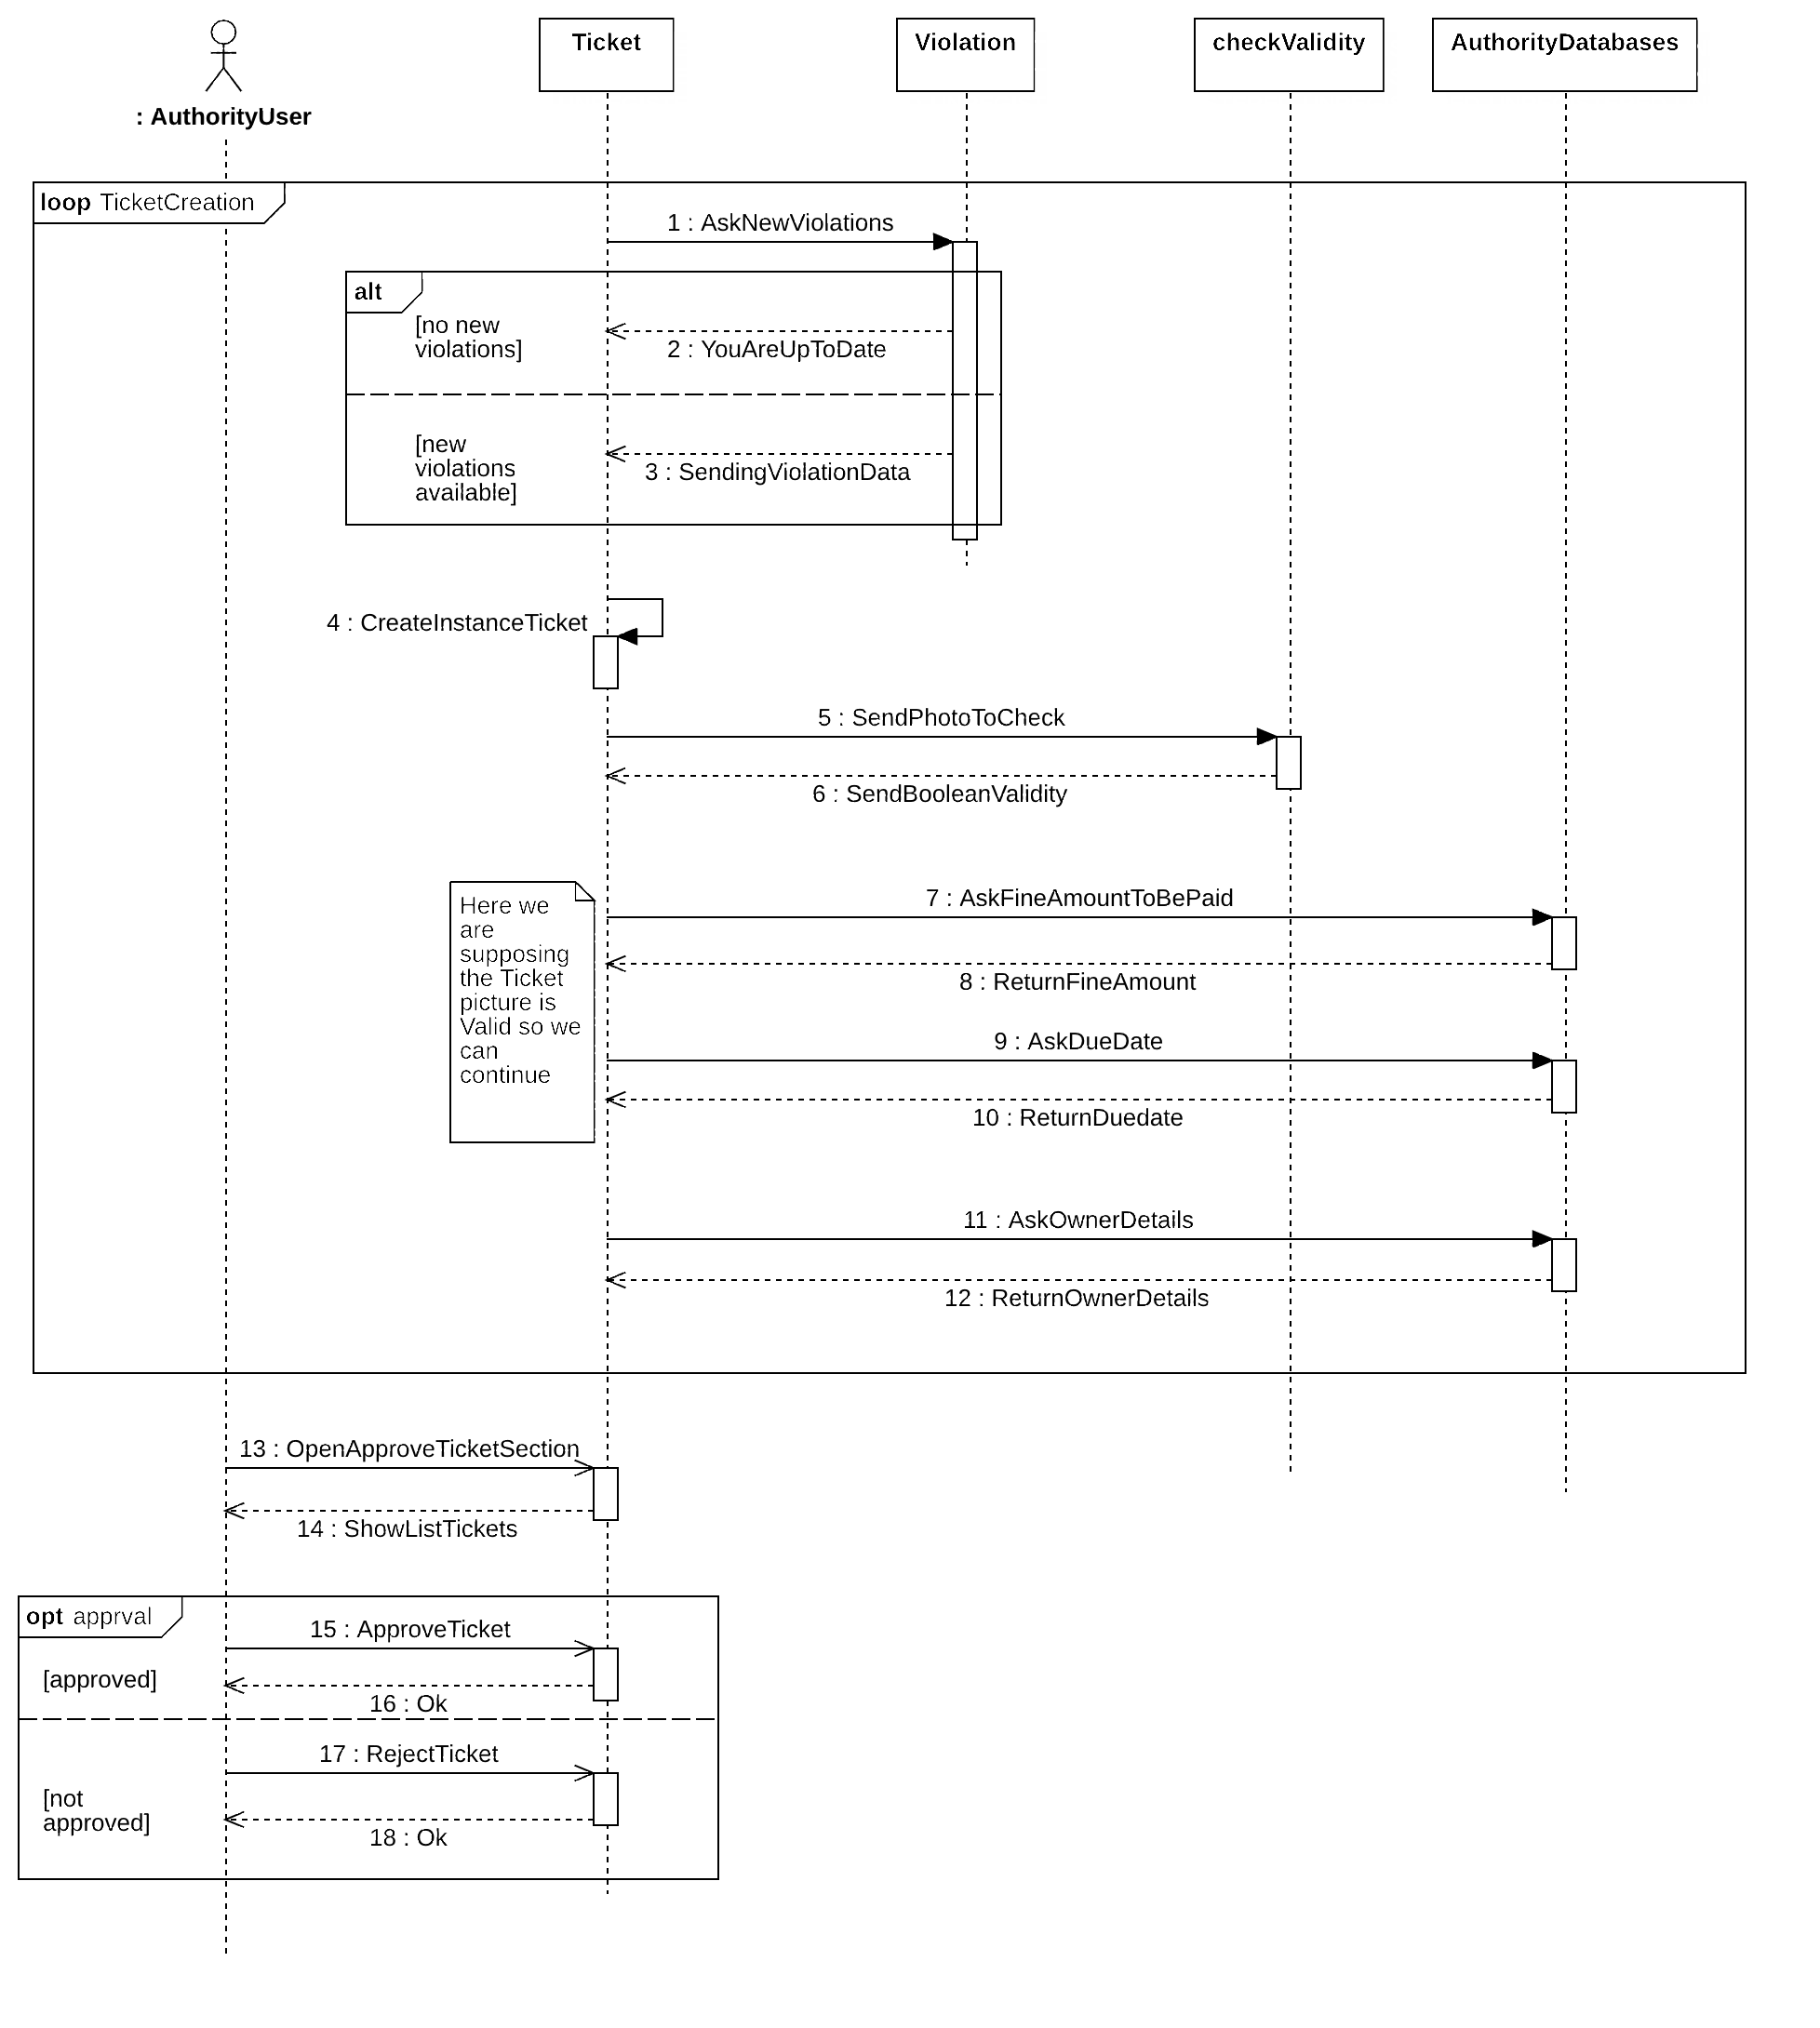 : AuthorityUser
Ticket
Violation
checkValidity
AuthorityDatabases
loop TicketCreation
1 : AskNewViolations
alt
[no new
violations]
2 : YouAreUpToDate
[new
violations
available]
3 : SendingViolationData
4 : CreateInstanceTicket
5 : SendPhotoToCheck
6 : SendBooleanValidity
Here we
are
supposing
the Ticket
picture is
Valid so we
can
continue
7 : AskFineAmountToBePaid
8 : ReturnFineAmount
9 : AskDueDate
10 : ReturnDuedate
11 : AskOwnerDetails
12 : ReturnOwnerDetails
13 : OpenApproveTicketSection
14 : ShowListTickets
opt apprval
15 : ApproveTicket
[approved]
16 : Ok
17 : RejectTicket
[not
approved]
18 : Ok